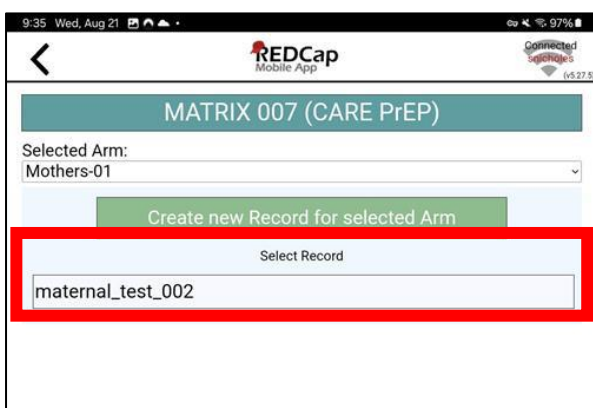 9:35 Wed, Aug 21 97%
REDCap
Mobile App
Connected
snicholes
(v5.27.5
MATRIX 007 (CARE PrEP)
Selected Arm:
Mothers-01
Create new Record for selected Arm
Select Record
maternal_test_002